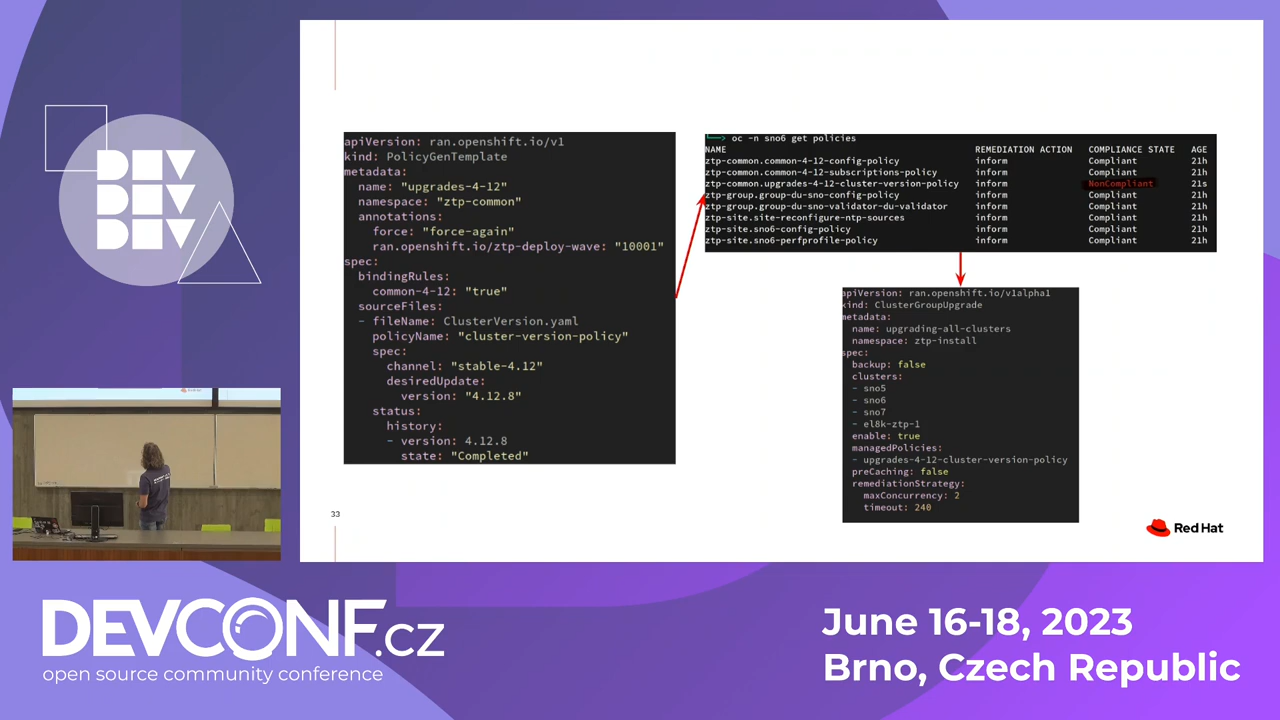 DEV
DEV
DEV
apiVersion: ran.openshift.io/v1
kind: PolicyGenTemplate
metadata:
  name: "upgrades-4-12"
  namespace: "ztp-common"
  annotations:
    force: "force-again"
    ran.openshift.io/ztp-deploy-wave: "10001"
spec:
  bindingRules:
    common-4-12: "true"
  sourceFiles:
  - fileName: ClusterVersion.yaml
    policyName: "cluster-version-policy"
    spec:
      channel: "stable-4.12"
      desiredUpdate:
        version: "4.12.8"
    status:
      history:
      - version: 4.12.8
        state: "Completed"
oc -n sno6 get policies
NAME REMEDIATION ACTION COMPLIANCE STATE AGE
ztp-common.common-4-12-config-policy inform Compliant 21h
ztp-common.common-4-12-subscriptions-policy inform Compliant 21h
ztp-common.upgrades-4-12-cluster-version-policy inform NonCompliant 21s
ztp-group.group-du-sno-config-policy inform Compliant 21h
ztp-group.group-du-sno-validator-du-validator inform Compliant 21h
ztp-site.site-reconfigure-ntp-sources inform Compliant 21h
ztp-site.sno6-config-policy inform Compliant 21h
ztp-site.sno6-perfprofile-policy inform Compliant 21h
apiVersion: ran.openshift.io/v1alpha1
kind: ClusterGroupUpgrade
metadata:
  name: upgrading-all-clusters
  namespace: ztp-install
spec:
  backup: false
  clusters:
  - sno5
  - sno6
  - sno7
  - el8k-ztp-1
  enable: true
  managedPolicies:
  - upgrades-4-12-cluster-version-policy
  preCaching: false
  remediationStrategy:
    maxConcurrency: 2
    timeout: 240
33
Red Hat
DEVCONF.cz
open source community conference
June 16-18, 2023
Brno, Czech Republic